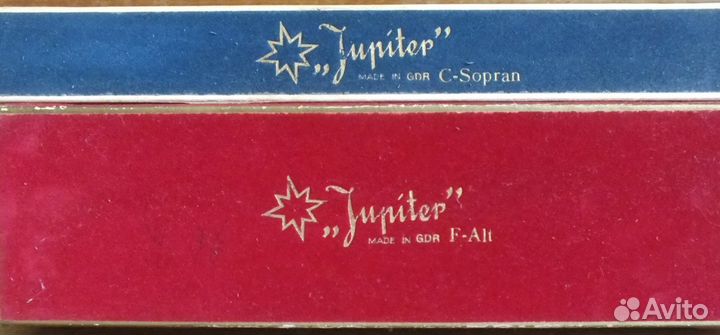 „Jupiter”
MADE IN GDR C-Sopran
„Jupiter”
MADE IN GDR F-Alt
Avito